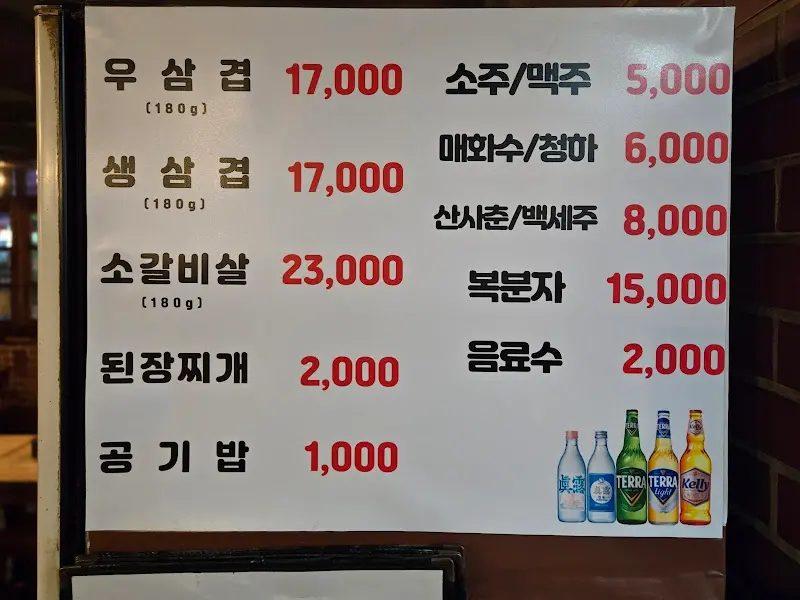 우삼겹 17,000
(180g)
생삼겹 17,000
(180g)
소갈비살 23,000
(180g)
된장찌개 2,000
공기밥 1,000
소주/맥주 5,000
매화수/청하 6,000
산사춘/백세주 8,000
복분자 15,000
음료수 2,000
TERRA
TERRA
light
Kelly